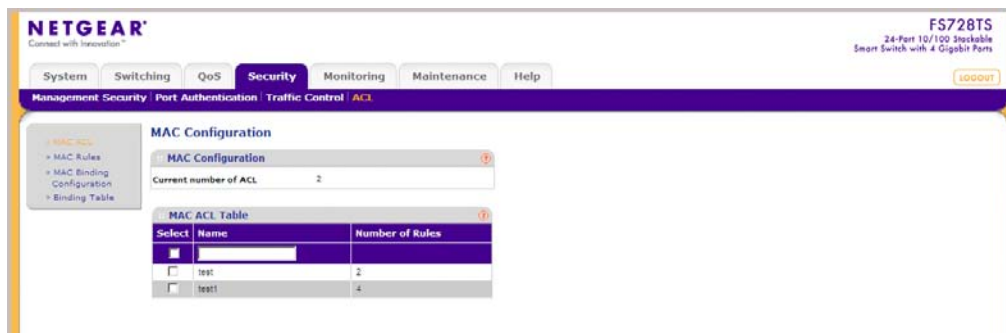 NETGEAR
Connect with Innovation™
FS728TS
24-Port 10/100 Stackable
Smart Switch with 4 Gigabit Ports
System Switching QoS Security Monitoring Maintenance Help
LOGOUT
Management Security Port Authentication Traffic Control ACL
MAC ACL
MAC Rules
MAC Binding
Configuration
Binding Table
MAC Configuration
MAC Configuration
Current number of ACL 2
MAC ACL Table
Select Name Number of Rules
test 2
test1 4